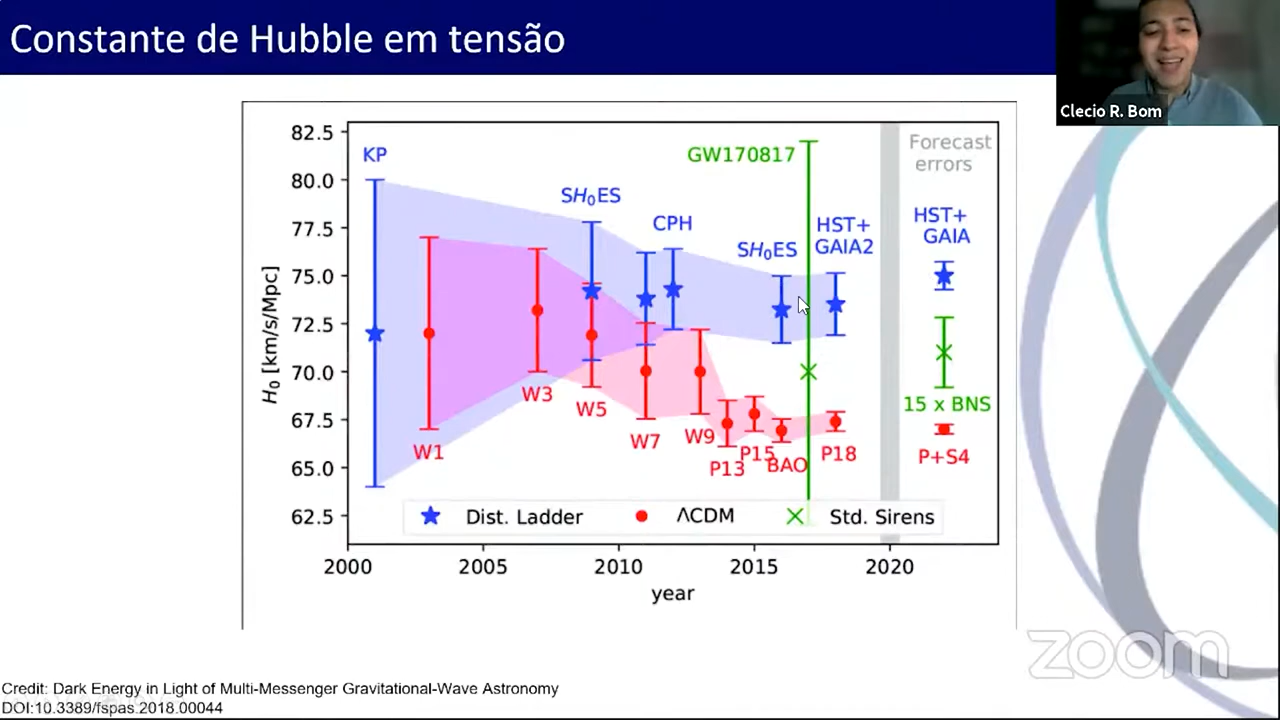 Constante de Hubble em tensão
Clecio R. Bom
82.5
80.0
77.5
75.0
72.5
70.0
67.5
65.0
62.5
H₀ [km/s/Mpc]
KP
SH₀ES
CPH
GW170817
SH₀ES
HST+
GAIA2
Forecast
errors
HST+
GAIA
W1
W3
W5
W7
W9
P13
P15
BAO
P18
15 x BNS
P+S4
Dist. Ladder
ΛCDM
Std. Sirens
2000
2005
2010
2015
2020
year
zoom
Credit: Dark Energy in Light of Multi-Messenger Gravitational-Wave Astronomy
DOI:10.3389/fspas.2018.00044